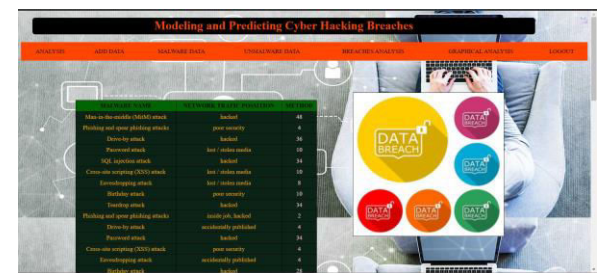 Modeling and Predicting Cyber Hacking Breaches
ANALYSIS ADD DATA MALWARE DATA UNMALWARE DATA BREACHES ANALYSIS GRAPHICAL ANALYSIS LOGOUT
MALWARE NAME NETWORK TRAFIC POSSITION METHOD
Man-in-the-middle (MitM) attack hacked 48
Phishing and spear phishing attacks poor security 4
Drive-by attack hacked 36
Password attack lost / stolen media 10
SQL injection attack hacked 34
Cross-site scripting (XSS) attack lost / stolen media 10
Eavesdropping attack lost / stolen media 8
Birthday attack poor security 10
Teardrop attack hacked 34
Phishing and spear phishing attacks inside job, hacked 2
Drive-by attack accidentally published 4
Password attack hacked 34
Cross-site scripting (XSS) attack poor security 4
Eavesdropping attack accidentally published 4
Birthday attack hacked 28
DATA
BREACH
DATA
BREACH
DATA
BREACH
DATA
BREACH
DATA
BREACH
DATA
BREACH